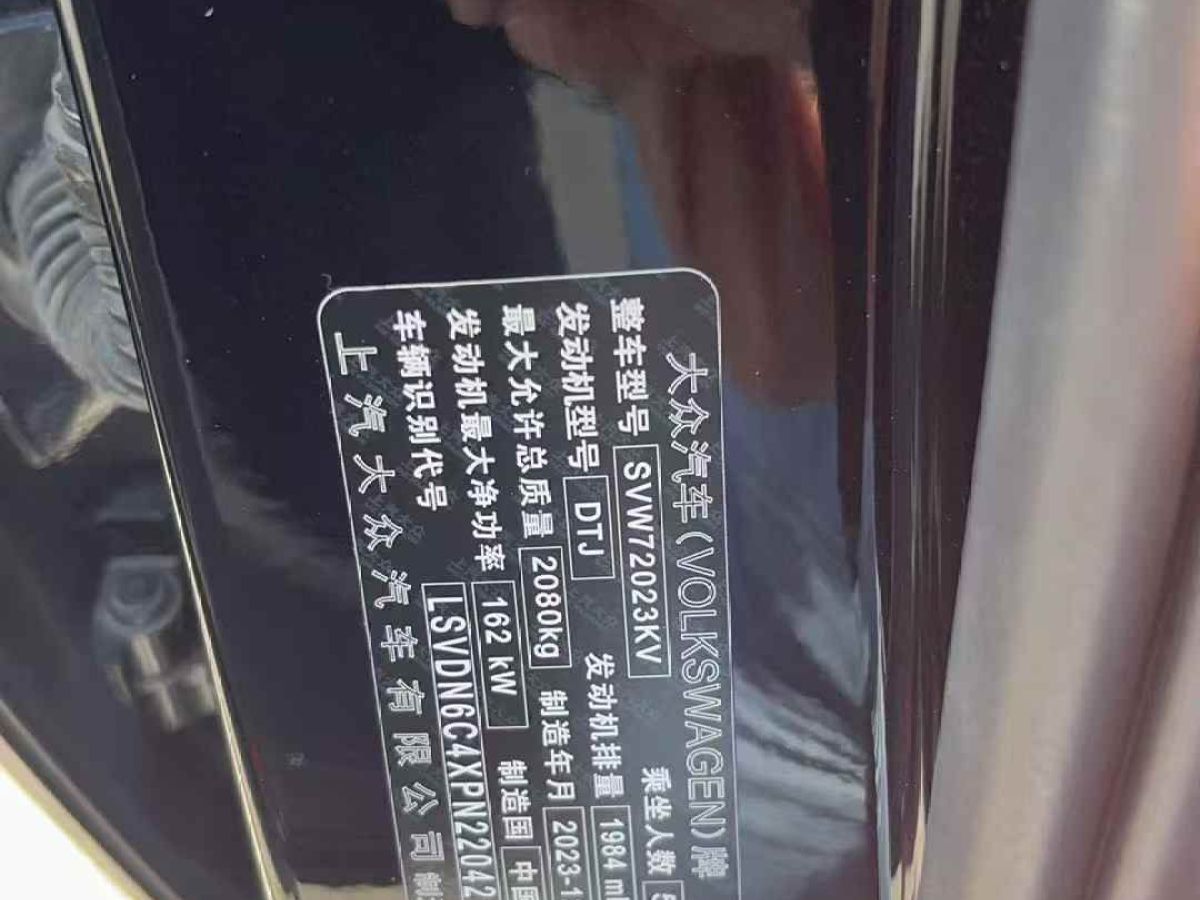 大众汽车(VOLKSWAGEN)牌
整车型号 SVW72023KV 乘坐人数 5
发动机型号 DTJ 发动机排量 1984 ml
最大允许总质量 2080kg 制造年月 2023-1
发动机最大净功率 162 kW 制造国 中国
车辆识别代号 LSVDN6C4XPN22042
上汽大众汽车有限公司制